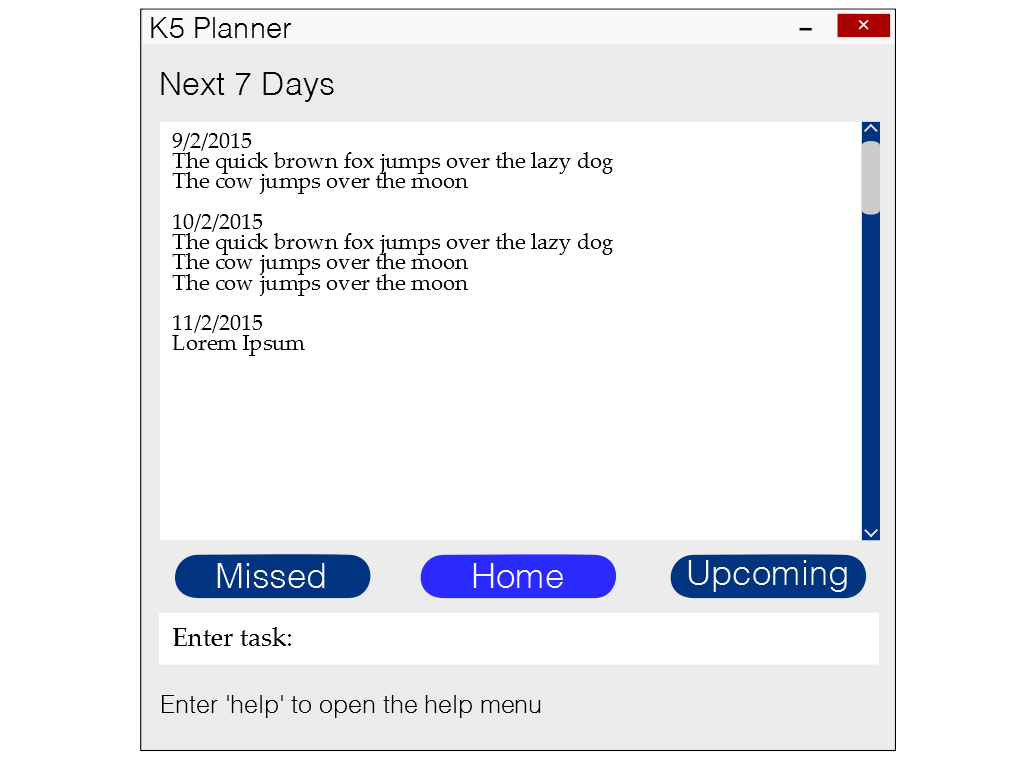 K5 Planner
Next 7 Days
9/2/2015
The quick brown fox jumps over the lazy dog
The cow jumps over the moon
10/2/2015
The quick brown fox jumps over the lazy dog
The cow jumps over the moon
The cow jumps over the moon
11/2/2015
Lorem Ipsum
Missed
Home
Upcoming
Enter task:
Enter 'help' to open the help menu